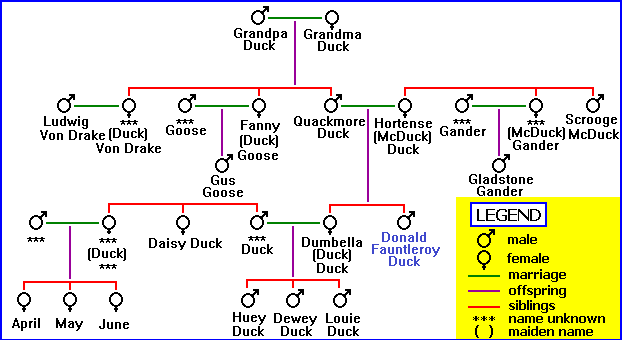 Grandpa
Duck
Grandma
Duck
Ludwig
Von Drake
***
(Duck)
Von Drake
***
Goose
Fanny
(Duck)
Goose
Quackmore
Duck
Hortense
(McDuck)
Duck
***
Gander
***
(McDuck)
Gander
Scrooge
McDuck
Gus
Goose
Gladstone
Gander
***
***
(Duck)
***
Daisy Duck
***
Duck
Dumbella
(Duck)
Duck
Donald
Fauntleroy
Duck
April
May
June
Huey
Duck
Dewey
Duck
Louie
Duck
LEGEND
male
female
marriage
offspring
siblings
*** name unknown
( ) maiden name